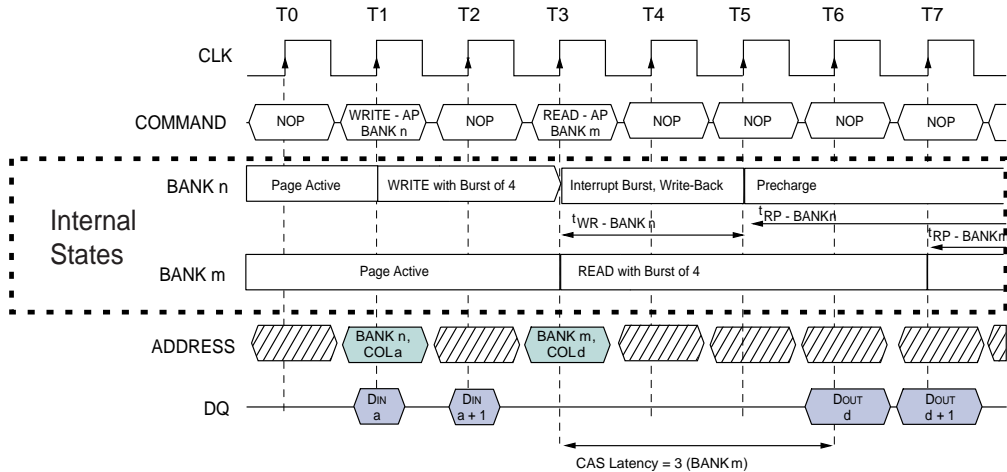 T0 T1 T2 T3 T4 T5 T6 T7
CLK
COMMAND
NOP
WRITE - AP
BANK n
NOP
READ - AP
BANK m
NOP
NOP
NOP
NOP
Internal
States
BANK n
Page Active
WRITE with Burst of 4
Interrupt Burst, Write-Back
Precharge
tWR - BANK n
tRP - BANK n
tRP - BANK n
BANK m
Page Active
READ with Burst of 4
ADDRESS
BANK n,
COL a
BANK m,
COL d
DQ
DIN
a
DIN
a + 1
DOUT
d
DOUT
d + 1
CAS Latency = 3 (BANK m)